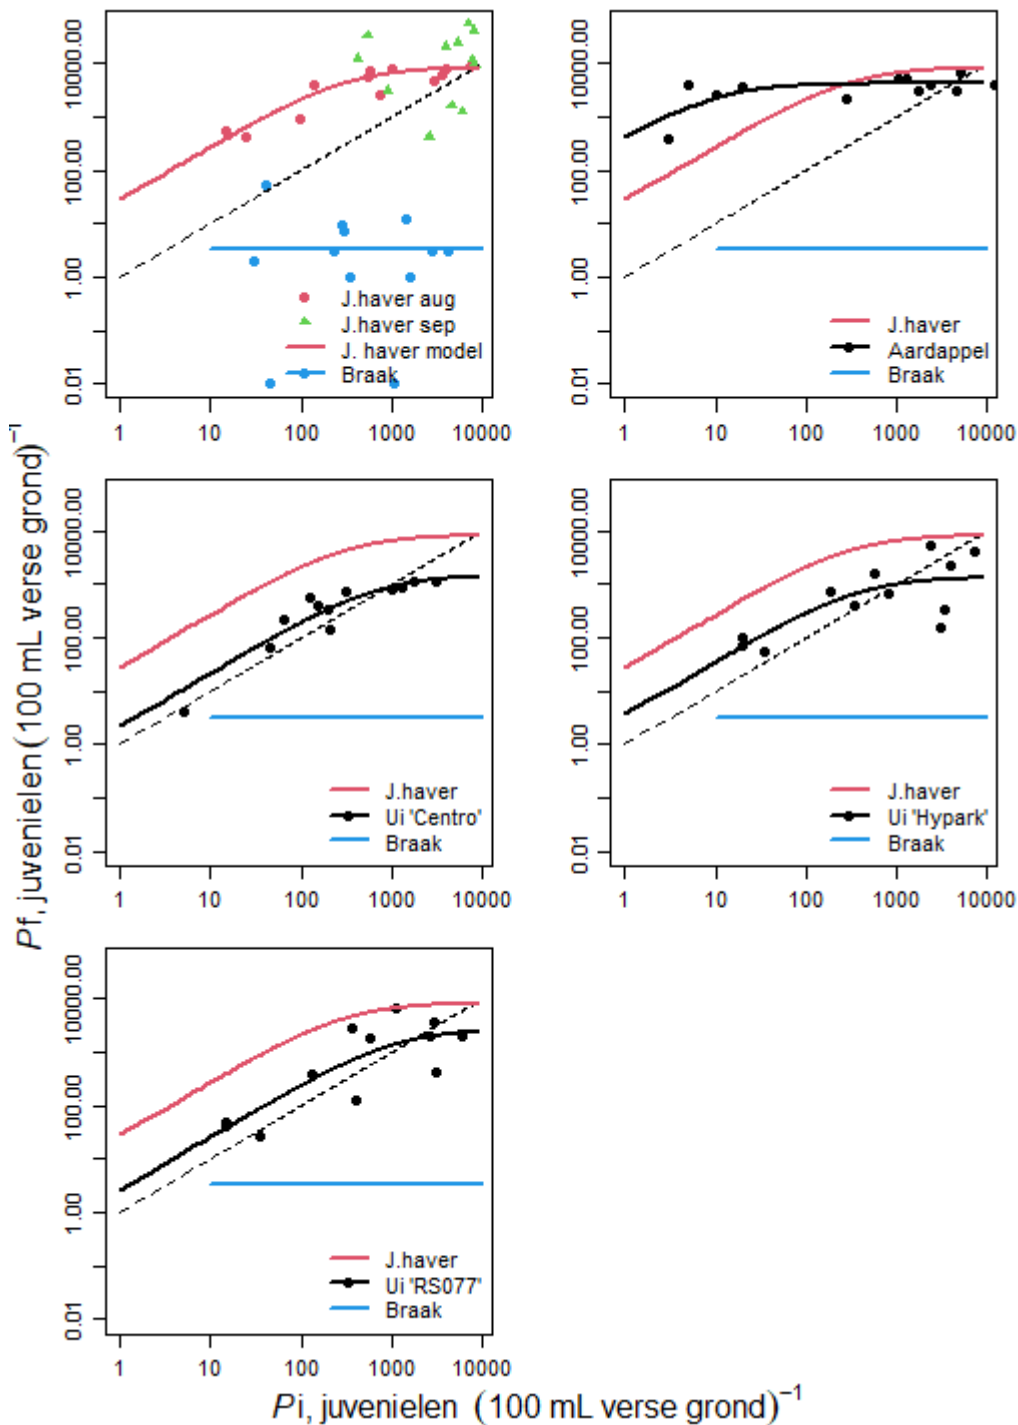 10000.00
100.00
1.00
0.01
1
10
100
1000
10000
J.haver aug
J.haver sep
J. haver model
Braak
10000.00
100.00
1.00
0.01
1
10
100
1000
10000
J.haver
Aardappel
Braak
Pf, juvenielen (100 mL verse grond)⁻¹
10000.00
100.00
1.00
0.01
1
10
100
1000
10000
J.haver
Ui 'Centro'
Braak
10000.00
100.00
1.00
0.01
1
10
100
1000
10000
J.haver
Ui 'Hypark'
Braak
10000.00
100.00
1.00
0.01
1
10
100
1000
10000
J.haver
Ui 'RS077'
Braak
Pi, juvenielen (100 mL verse grond)⁻¹